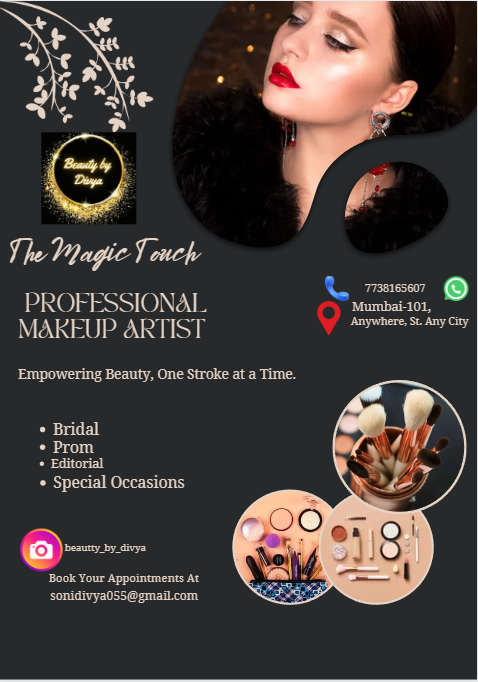 Beauty by
Divya
The Magic Touch
PROFESSIONAL
MAKEUP ARTIST
7738165607
Mumbai-101,
Anywhere, St. Any City
Empowering Beauty, One Stroke at a Time.
Bridal
Prom
Editorial
Special Occasions
beautty_by_divya
Book Your Appointments At
sonidivya055@gmail.com